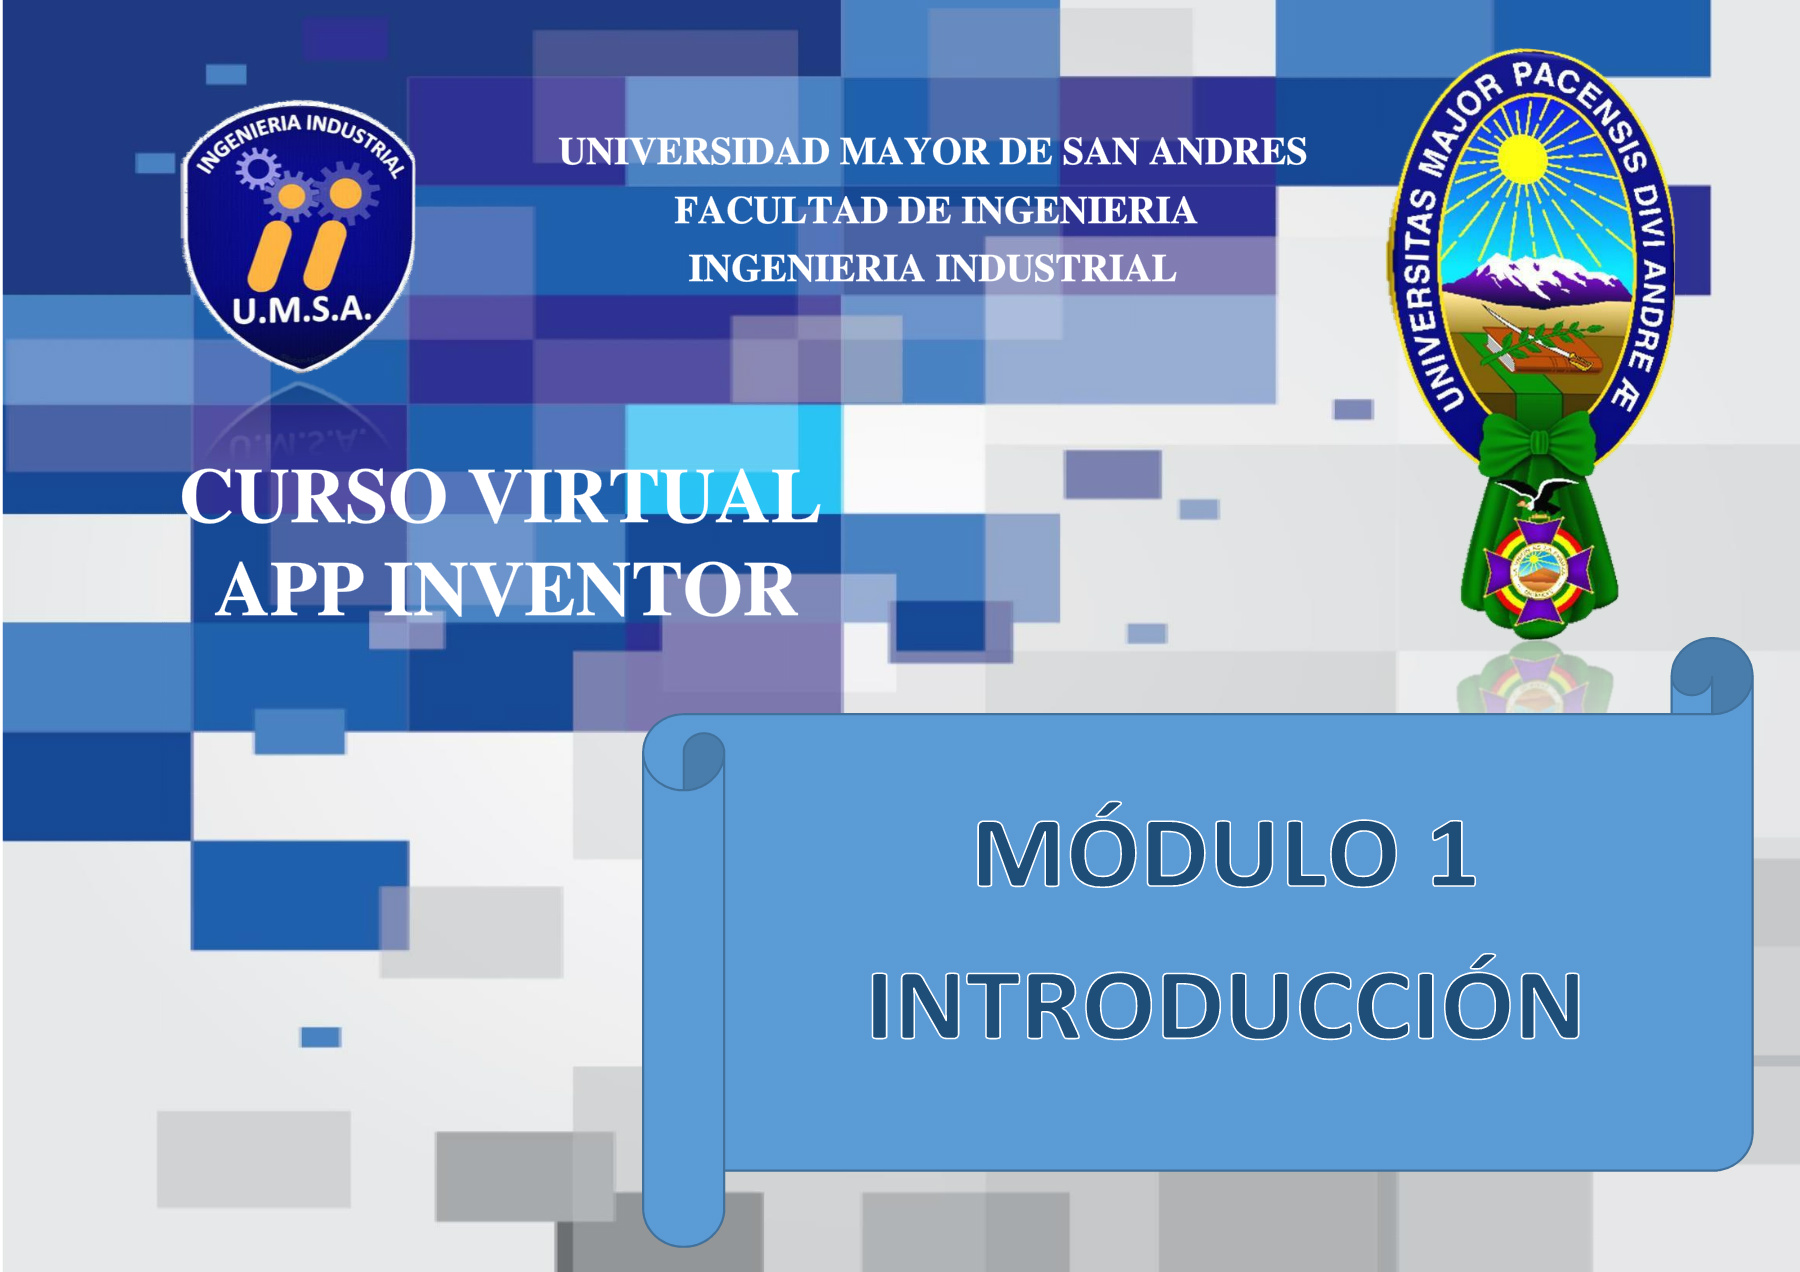 INGENIERIA INDUSTRIAL
U.M.S.A.
UNIVERSIDAD MAYOR DE SAN ANDRES
FACULTAD DE INGENIERIA
INGENIERIA INDUSTRIAL
UNIVERSITAS MAJOR PACENSIS DIVI ANDRE Æ
CURSO VIRTUAL
APP INVENTOR
MÓDULO 1
INTRODUCCIÓN